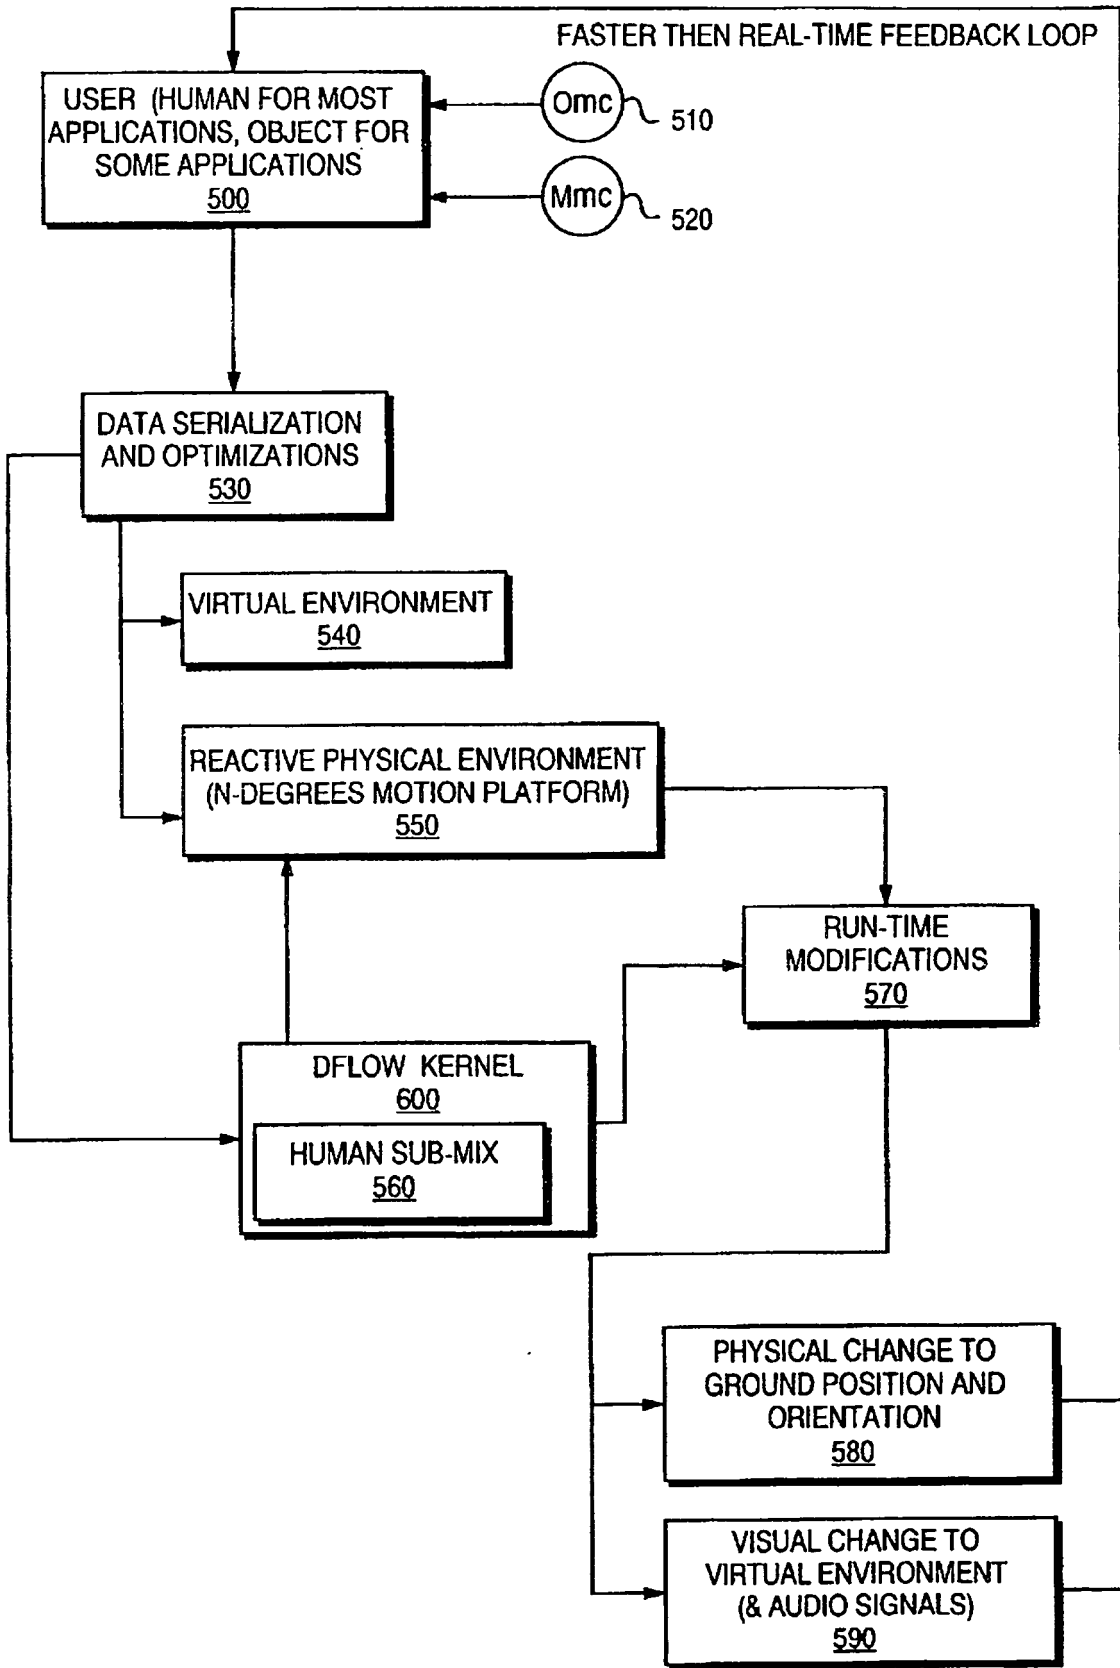 FASTER THEN REAL-TIME FEEDBACK LOOP
USER (HUMAN FOR MOST
APPLICATIONS, OBJECT FOR
SOME APPLICATIONS
500
Omc
510
Mmc
520
DATA SERIALIZATION
AND OPTIMIZATIONS
530
VIRTUAL ENVIRONMENT
540
REACTIVE PHYSICAL ENVIRONMENT
(N-DEGREES MOTION PLATFORM)
550
RUN-TIME
MODIFICATIONS
570
DFLOW KERNEL
600
HUMAN SUB-MIX
560
PHYSICAL CHANGE TO
GROUND POSITION AND
ORIENTATION
580
VISUAL CHANGE TO
VIRTUAL ENVIRONMENT
(& AUDIO SIGNALS)
590